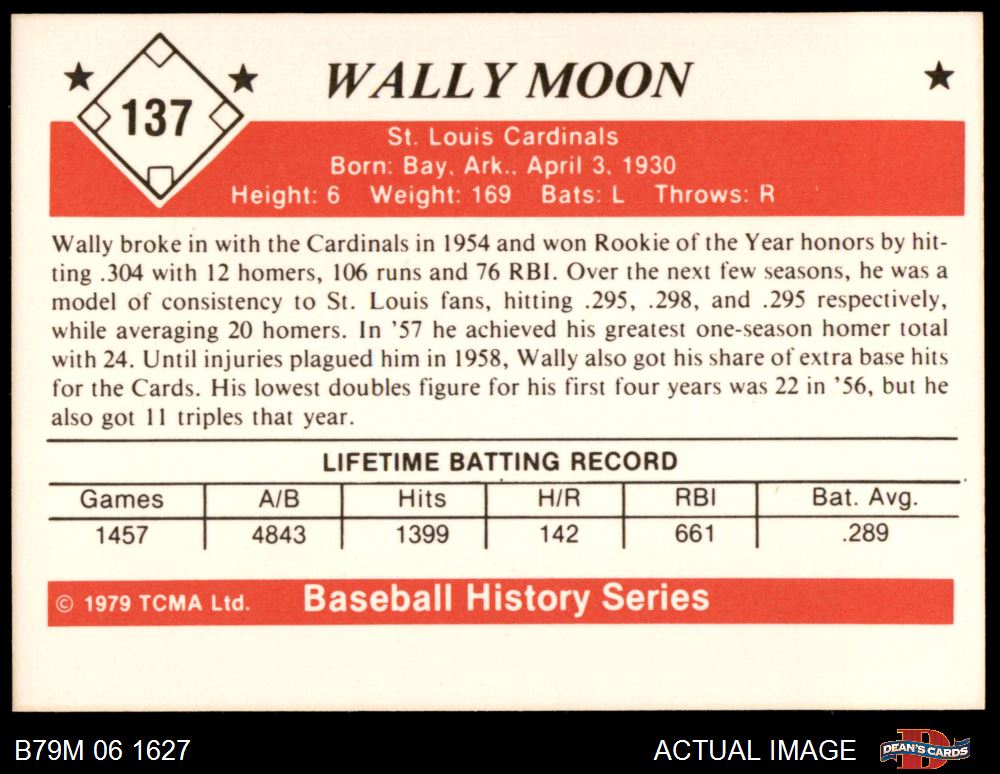 137
WALLY MOON
St. Louis Cardinals
Born: Bay, Ark., April 3, 1930
Height: 6 Weight: 169 Bats: L Throws: R
Wally broke in with the Cardinals in 1954 and won Rookie of the Year honors by hit-
ting .304 with 12 homers, 106 runs and 76 RBI. Over the next few seasons, he was a
model of consistency to St. Louis fans, hitting .295, .298, and .295 respectively,
while averaging 20 homers. In '57 he achieved his greatest one-season homer total
with 24. Until injuries plagued him in 1958, Wally also got his share of extra base hits
for the Cards. His lowest doubles figure for his first four years was 22 in '56, but he
also got 11 triples that year.
LIFETIME BATTING RECORD
Games A/B Hits H/R RBI Bat. Avg.
1457 4843 1399 142 661 .289
© 1979 TCMA Ltd. Baseball History Series
B79M 06 1627 ACTUAL IMAGE DEAN'S CARDS